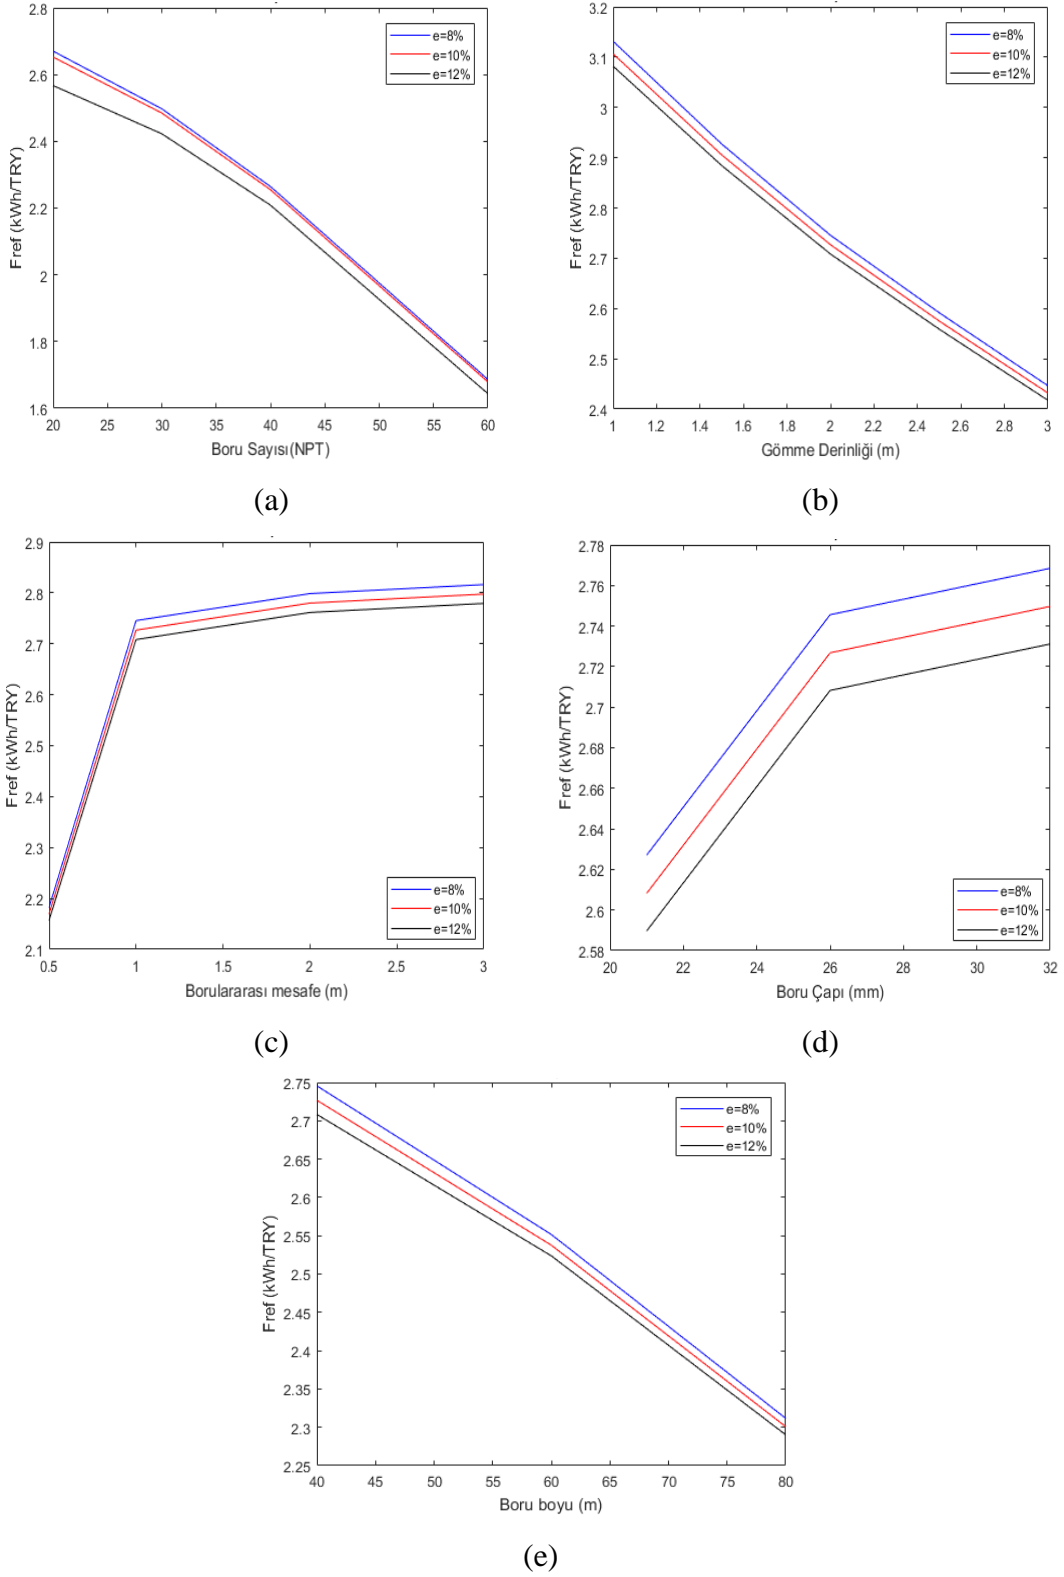 2.8
2.6
2.4
2.2
2
1.8
1.6
Fref (kWh/TRY)
e=8%
e=10%
e=12%
20 25 30 35 40 45 50 55 60
Boru Sayısı(NPT)
(a)
3.2
3.1
3
2.9
2.8
2.7
2.6
2.5
2.4
Fref (kWh/TRY)
e=8%
e=10%
e=12%
1 1.2 1.4 1.6 1.8 2 2.2 2.4 2.6 2.8 3
Gömme Derinliği (m)
(b)
2.9
2.8
2.7
2.6
2.5
2.4
2.3
2.2
2.1
Fref (kWh/TRY)
e=8%
e=10%
e=12%
0.5 1 1.5 2 2.5 3
Borulararası mesafe (m)
(c)
2.78
2.76
2.74
2.72
2.7
2.68
2.66
2.64
2.62
2.6
2.58
Fref (kWh/TRY)
e=8%
e=10%
e=12%
20 22 24 26 28 30 32
Boru Çapı (mm)
(d)
2.75
2.7
2.65
2.6
2.55
2.5
2.45
2.4
2.35
2.3
2.25
Fref (kWh/TRY)
e=8%
e=10%
e=12%
40 45 50 55 60 65 70 75 80
Boru boyu (m)
(e)